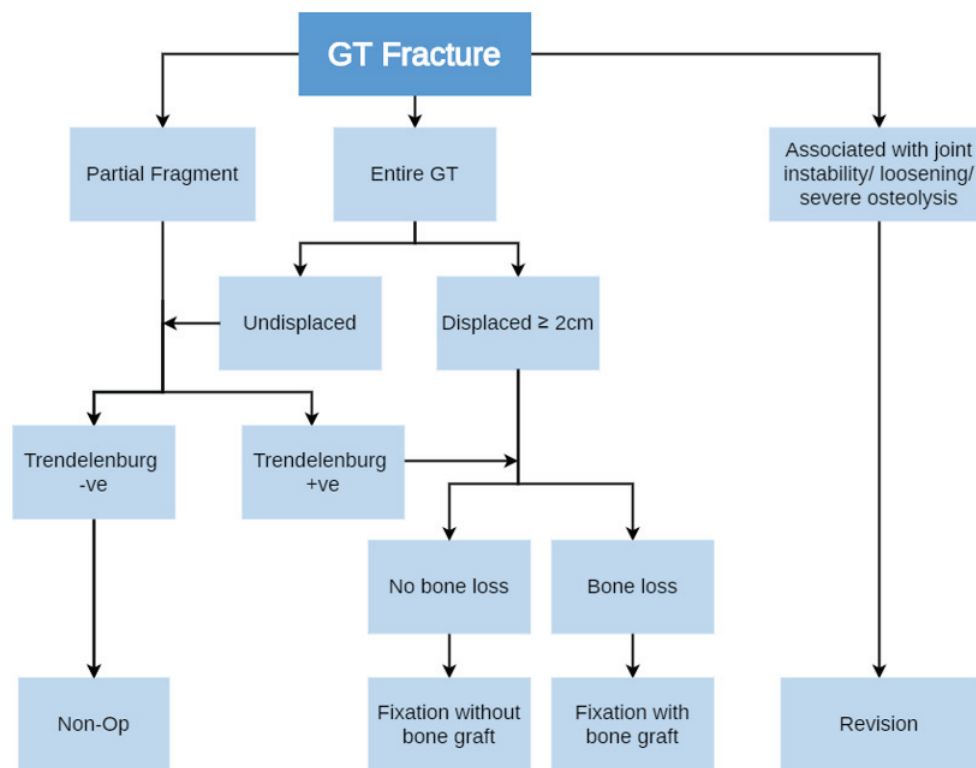 GT Fracture
Partial Fragment
Entire GT
Associated with joint
instability/ loosening/
severe osteolysis
Undisplaced
Displaced ≥ 2cm
Trendelenburg
-ve
Trendelenburg
+ve
No bone loss
Bone loss
Non-Op
Fixation without
bone graft
Fixation with
bone graft
Revision